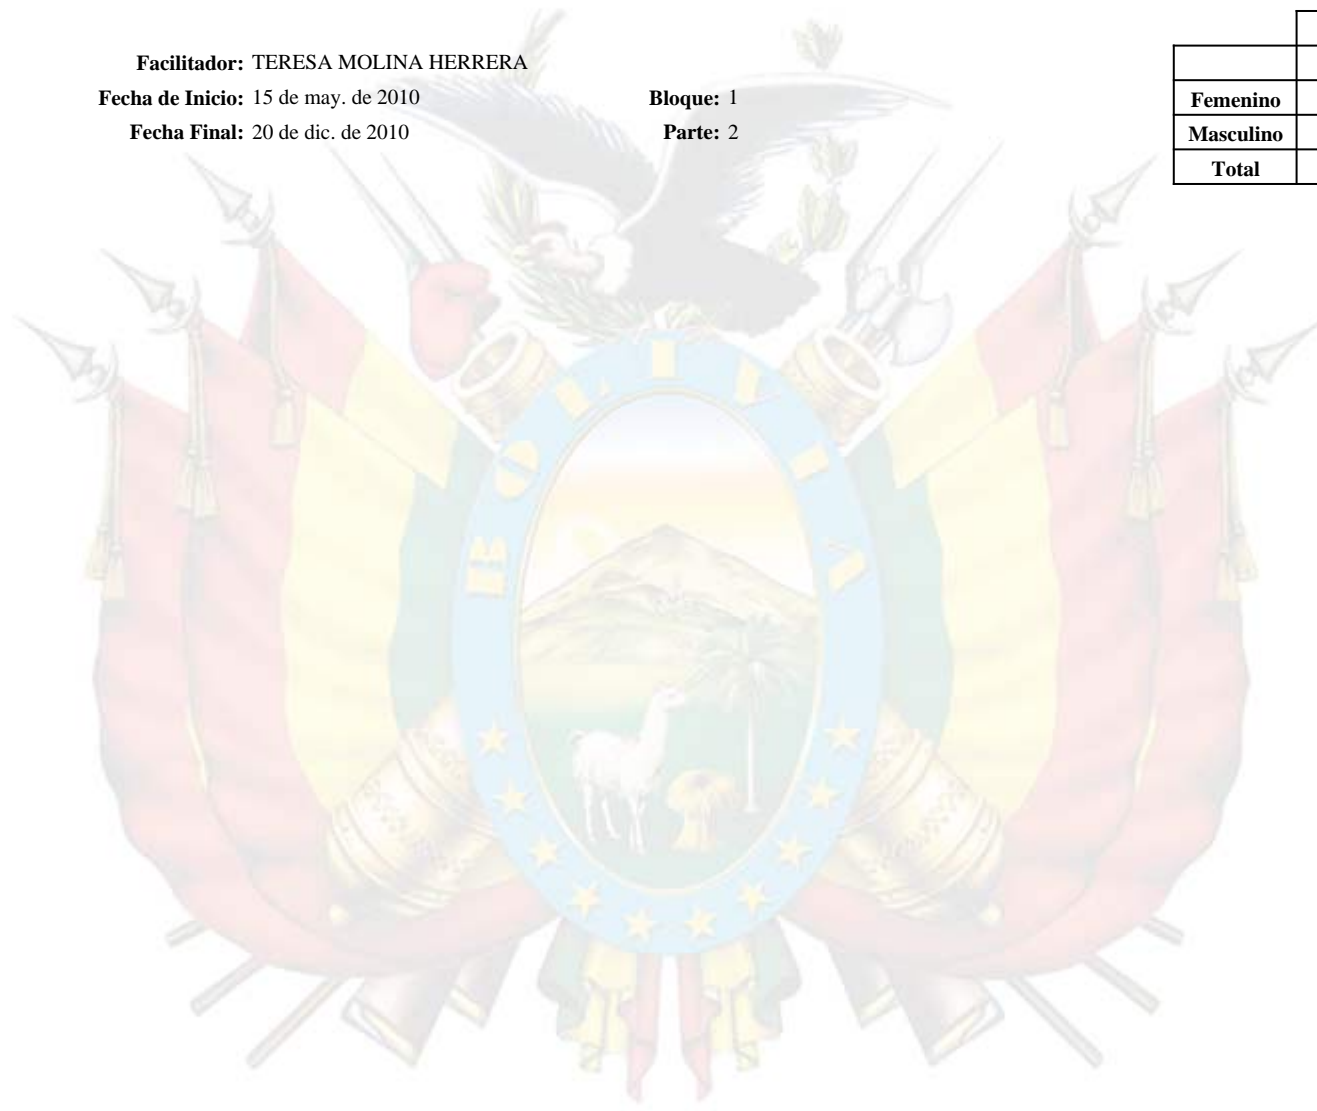 Facilitador: TERESA MOLINA HERRERA
Fecha de Inicio: 15 de may. de 2010 Bloque: 1
Fecha Final: 20 de dic. de 2010 Parte: 2
Femenino
Masculino
Total
BOLIVIA